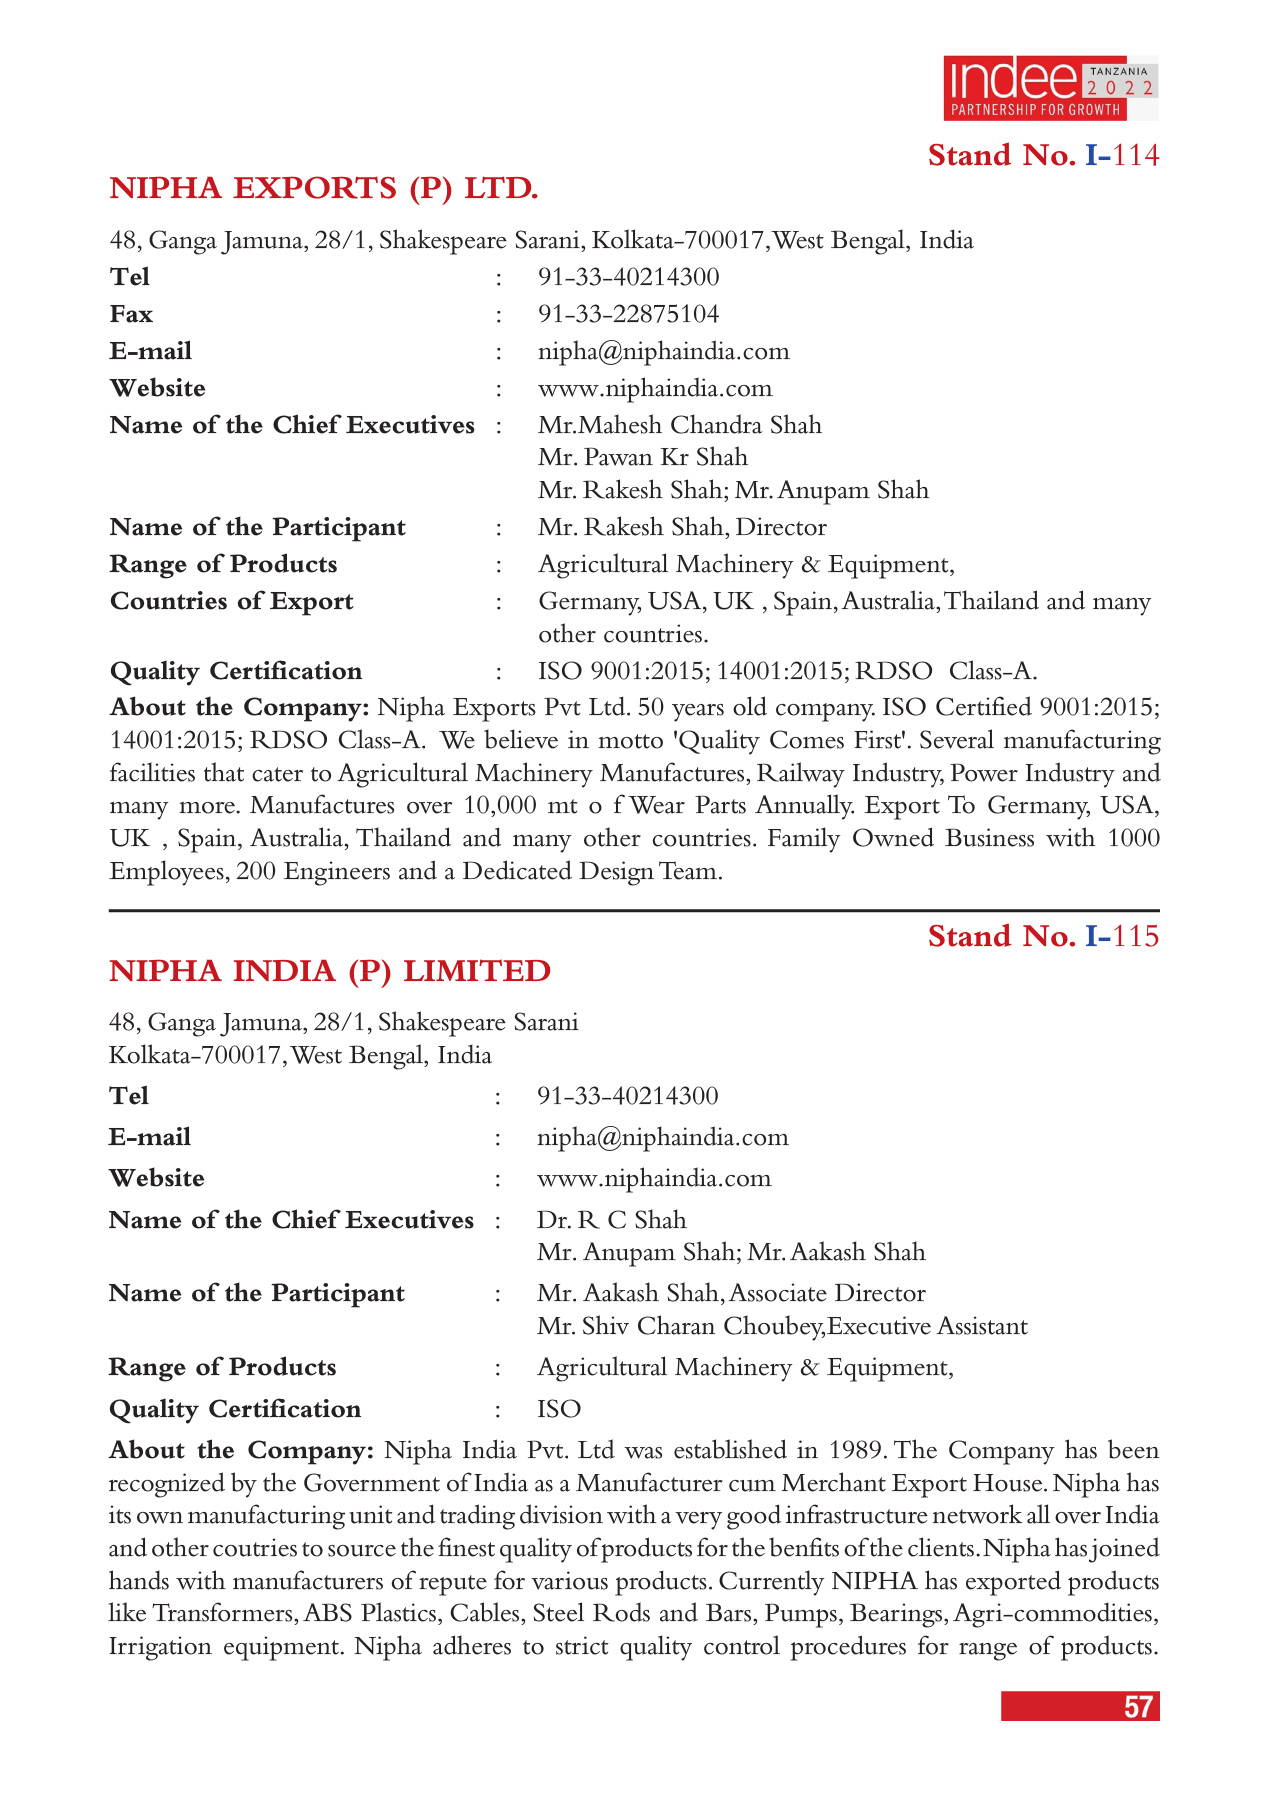 indee TANZANIA
2022
PARTNERSHIP FOR GROWTH
Stand No. I-114
NIPHA EXPORTS (P) LTD.
48, Ganga Jamuna, 28/1, Shakespeare Sarani, Kolkata-700017, West Bengal, India
Tel : 91-33-40214300
Fax : 91-33-22875104
E-mail : nipha@niphaindia.com
Website : www.niphaindia.com
Name of the Chief Executives : Mr.Mahesh Chandra Shah
Mr. Pawan Kr Shah
Mr. Rakesh Shah; Mr. Anupam Shah
Name of the Participant : Mr. Rakesh Shah, Director
Range of Products : Agricultural Machinery & Equipment,
Countries of Export : Germany, USA, UK , Spain, Australia, Thailand and many
other countries.
Quality Certification : ISO 9001:2015; 14001:2015; RDSO Class-A.
About the Company: Nipha Exports Pvt Ltd. 50 years old company. ISO Certified 9001:2015;
14001:2015; RDSO Class-A. We believe in motto 'Quality Comes First'. Several manufacturing
facilities that cater to Agricultural Machinery Manufactures, Railway Industry, Power Industry and
many more. Manufactures over 10,000 mt o f Wear Parts Annually. Export To Germany, USA,
UK , Spain, Australia, Thailand and many other countries. Family Owned Business with 1000
Employees, 200 Engineers and a Dedicated Design Team.
Stand No. I-115
NIPHA INDIA (P) LIMITED
48, Ganga Jamuna, 28/1, Shakespeare Sarani
Kolkata-700017, West Bengal, India
Tel : 91-33-40214300
E-mail : nipha@niphaindia.com
Website : www.niphaindia.com
Name of the Chief Executives : Dr. R C Shah
Mr. Anupam Shah; Mr. Aakash Shah
Name of the Participant : Mr. Aakash Shah, Associate Director
Mr. Shiv Charan Choubey,Executive Assistant
Range of Products : Agricultural Machinery & Equipment,
Quality Certification : ISO
About the Company: Nipha India Pvt. Ltd was established in 1989. The Company has been
recognized by the Government of India as a Manufacturer cum Merchant Export House. Nipha has
its own manufacturing unit and trading division with a very good infrastructure network all over India
and other coutries to source the finest quality of products for the benfits of the clients. Nipha has joined
hands with manufacturers of repute for various products. Currently NIPHA has exported products
like Transformers, ABS Plastics, Cables, Steel Rods and Bars, Pumps, Bearings, Agri-commodities,
Irrigation equipment. Nipha adheres to strict quality control procedures for range of products.
57